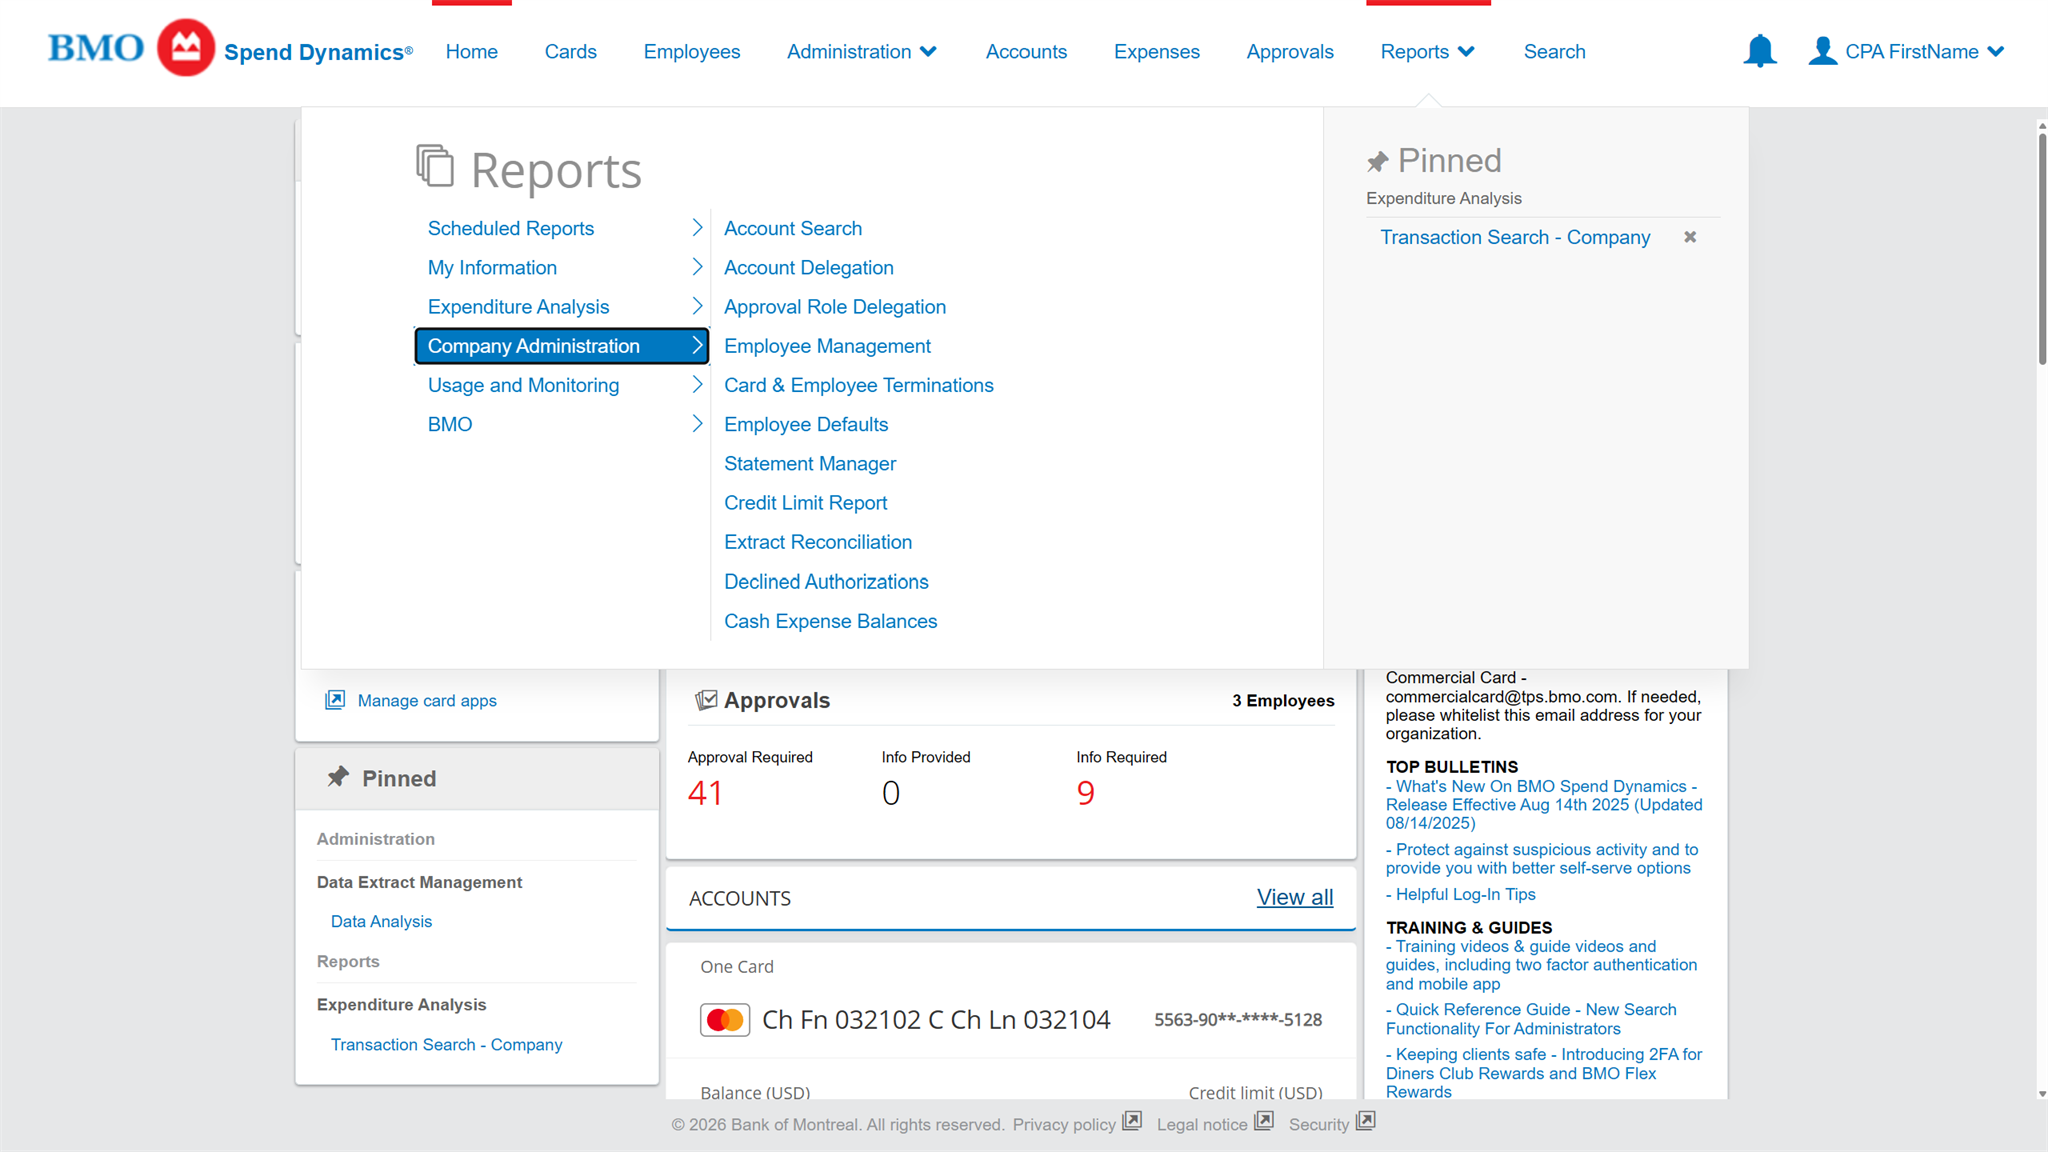 BMO Spend Dynamics®
Home
Cards
Employees
Administration
Accounts
Expenses
Approvals
Reports
Search
CPA FirstName
Reports
Scheduled Reports
My Information
Expenditure Analysis
Company Administration
Usage and Monitoring
BMO
Account Search
Account Delegation
Approval Role Delegation
Employee Management
Card & Employee Terminations
Employee Defaults
Statement Manager
Credit Limit Report
Extract Reconciliation
Declined Authorizations
Cash Expense Balances
Pinned
Expenditure Analysis
Transaction Search - Company
Manage card apps
Pinned
Administration
Data Extract Management
Data Analysis
Reports
Expenditure Analysis
Transaction Search - Company
Approvals
3 Employees
Approval Required
Info Provided
Info Required
41
0
9
ACCOUNTS
View all
One Card
Ch Fn 032102 C Ch Ln 032104
5563-90**-****-5128
Balance (USD)
Credit limit (USD)
Commercial Card -
commercialcard@tps.bmo.com. If needed,
please whitelist this email address for your
organization.
TOP BULLETINS
- What's New On BMO Spend Dynamics -
Release Effective Aug 14th 2025 (Updated
08/14/2025)
- Protect against suspicious activity and to
provide you with better self-serve options
- Helpful Log-In Tips
TRAINING & GUIDES
- Training videos & guide videos and
guides, including two factor authentication
and mobile app
- Quick Reference Guide - New Search
Functionality For Administrators
- Keeping clients safe - Introducing 2FA for
Diners Club Rewards and BMO Flex
Rewards
© 2026 Bank of Montreal. All rights reserved.
Privacy policy
Legal notice
Security